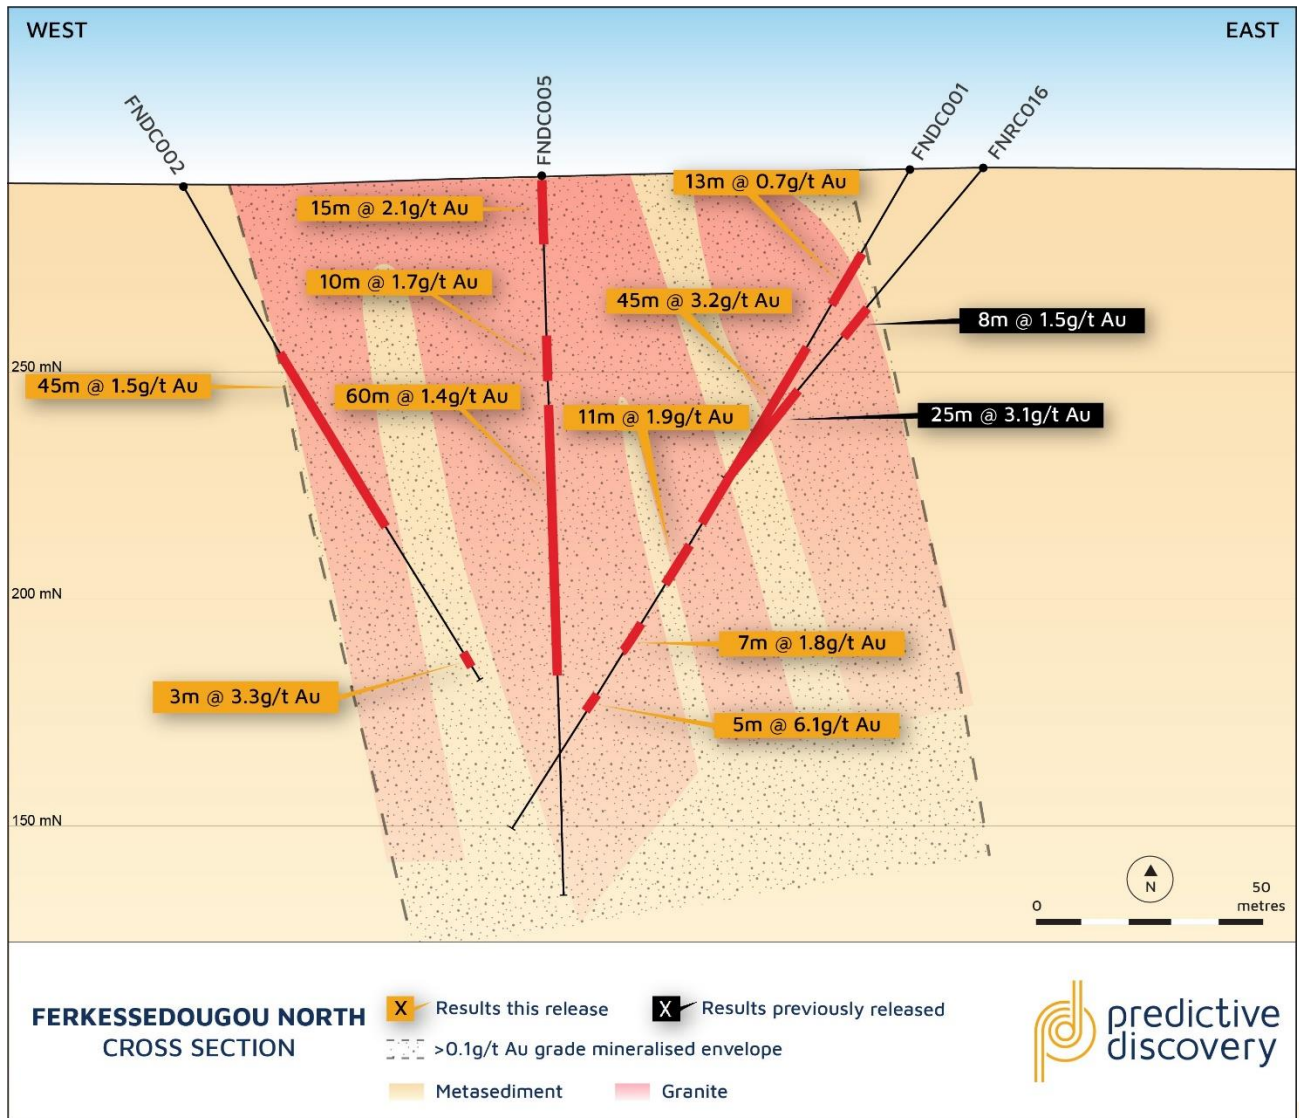 WEST
EAST
FNDC002
FNDC005
FNDC001
FNRC016
13m @ 0.7g/t Au
15m @ 2.1g/t Au
10m @ 1.7g/t Au
45m @ 3.2g/t Au
8m @ 1.5g/t Au
250 mN
45m @ 1.5g/t Au
60m @ 1.4g/t Au
11m @ 1.9g/t Au
25m @ 3.1g/t Au
200 mN
7m @ 1.8g/t Au
3m @ 3.3g/t Au
5m @ 6.1g/t Au
150 mN
N
0
50
metres
FERKESSEDOUGOU NORTH
CROSS SECTION
X Results this release
X Results previously released
>0.1g/t Au grade mineralised envelope
Metasediment
Granite
predictive
discovery